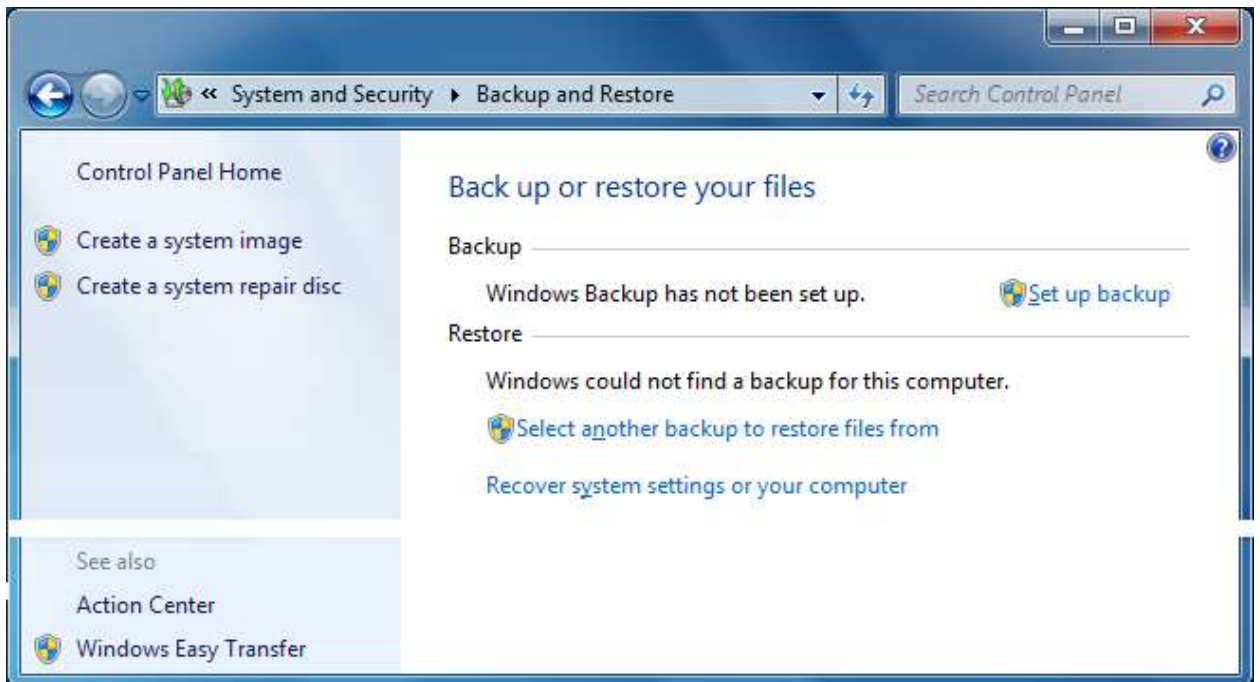 « System and Security ▸ Backup and Restore
Search Control Panel
Control Panel Home
Create a system image
Create a system repair disc
Back up or restore your files
Backup
Windows Backup has not been set up.
Set up backup
Restore
Windows could not find a backup for this computer.
Select another backup to restore files from
Recover system settings or your computer
See also
Action Center
Windows Easy Transfer